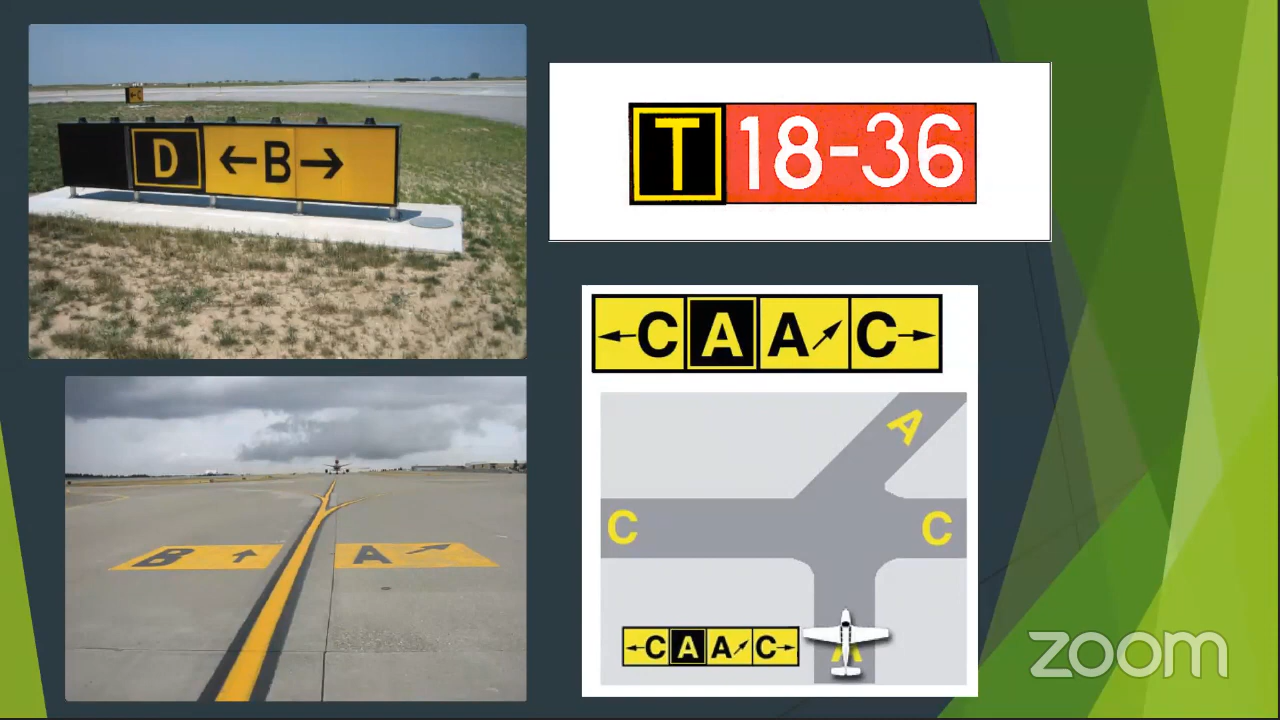 D ←B→
T 18-36
←C A A↗ C→
A
C C
←C A A↗ C→
A
B↑ A↗
zoom